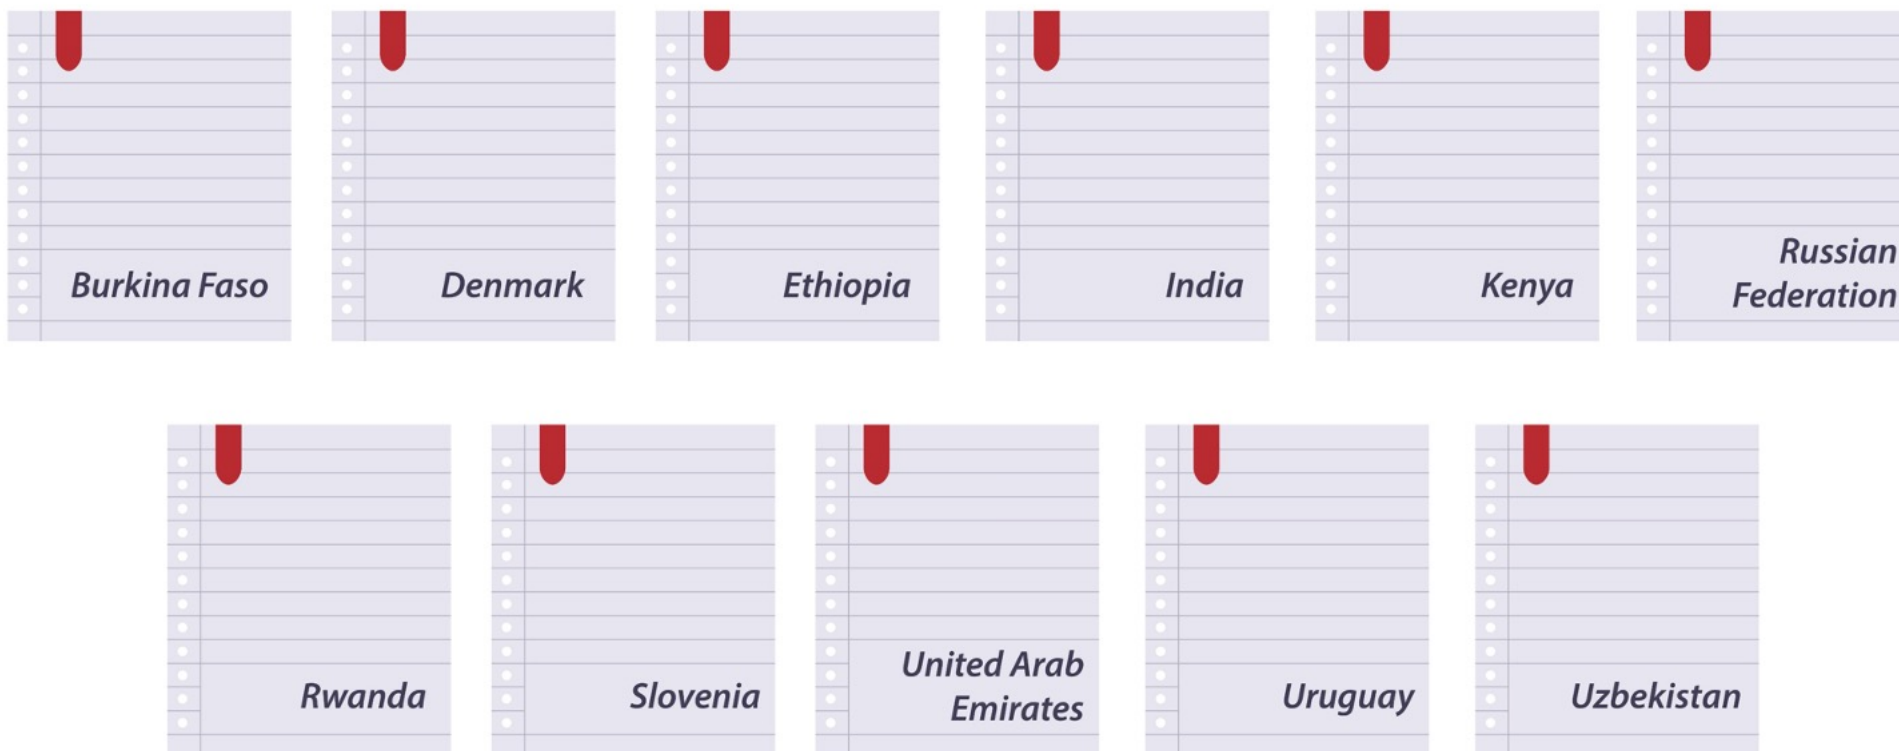 Burkina Faso
Denmark
Ethiopia
India
Kenya
Russian
Federation
Rwanda
Slovenia
United Arab
Emirates
Uruguay
Uzbekistan